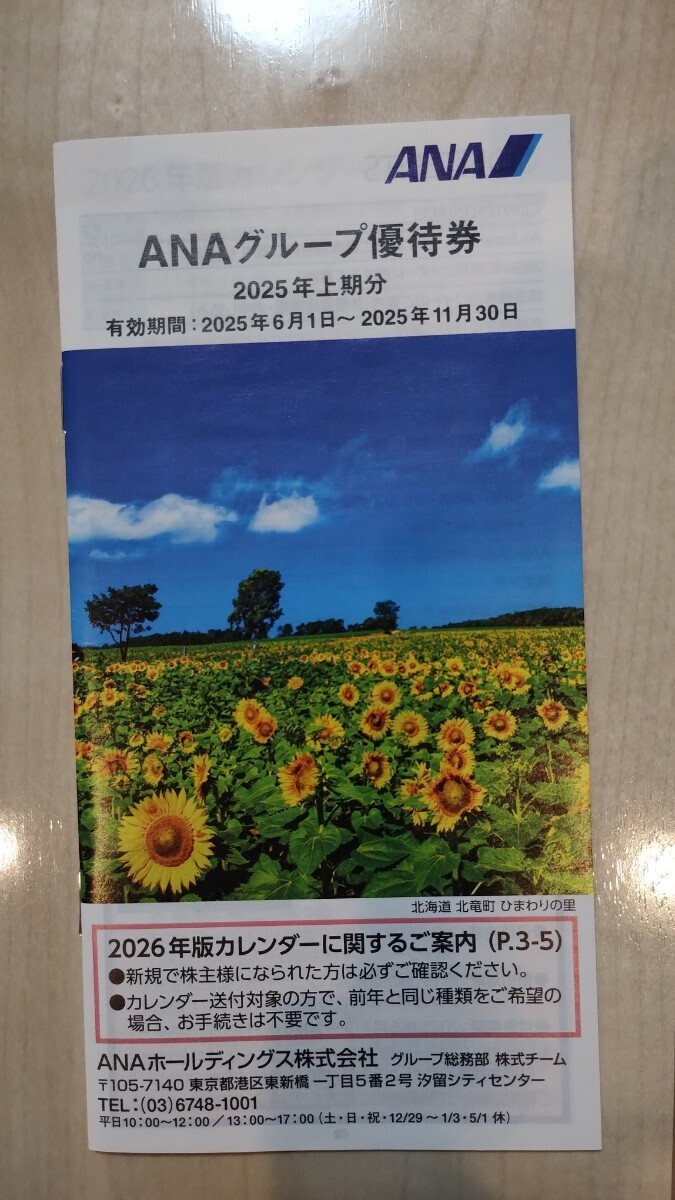 ANA
ANAグループ優待券
2025年上期分
有効期間：2025年6月1日～2025年11月30日
北海道 北竜町 ひまわりの里
2026年版カレンダーに関するご案内（P.3-5）
●新規で株主様になられた方は必ずご確認ください。
●カレンダー送付対象の方で、前年と同じ種類をご希望の
場合、お手続きは不要です。
ANAホールディングス株式会社 グループ総務部 株式チーム
〒105-7140 東京都港区東新橋一丁目5番2号 汐留シティセンター
TEL：(03)6748-1001
平日10：00～12：00／13：00～17：00（土・日・祝・12/29～1/3・5/1 休）